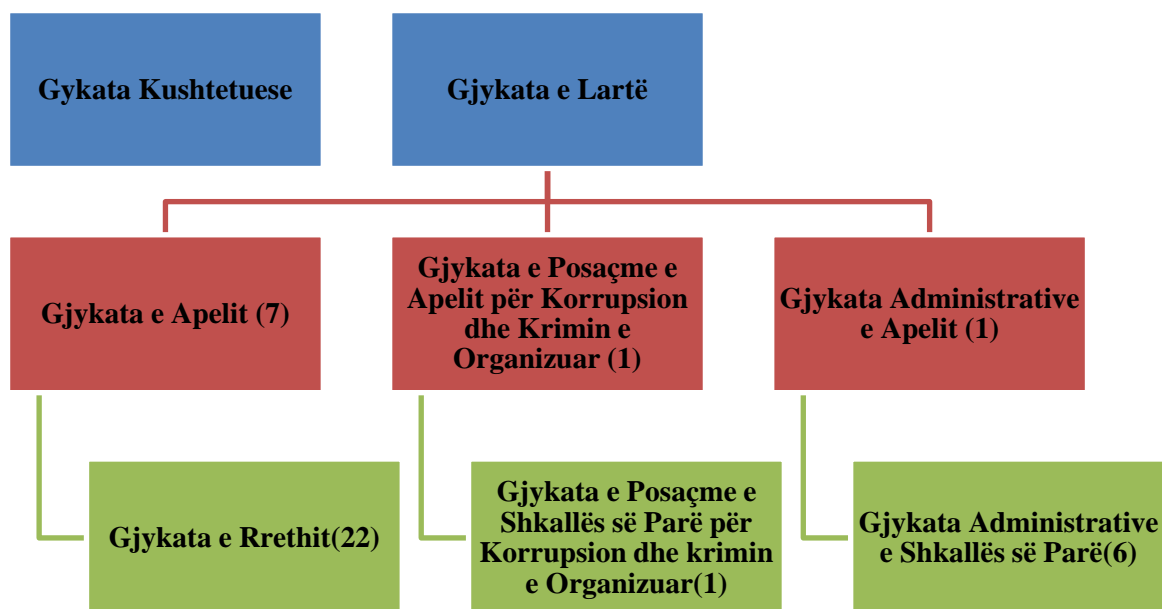 Gykata Kushtetuese
Gjykata e Lartë
Gjykata e Apelit (7)
Gjykata e Posaçme e
Apelit për Korrupsion
dhe Krimin e
Organizuar (1)
Gjykata Administrative
e Apelit (1)
Gjykata e Rrethit(22)
Gjykata e Posaçme e
Shkallës së Parë për
Korrupsion dhe krimin
e Organizuar(1)
Gjykata Administrative
e Shkallës së Parë(6)